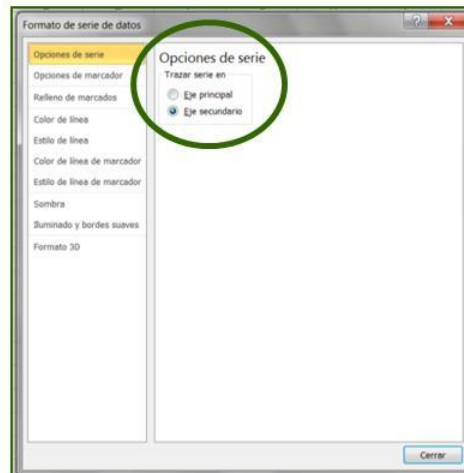 Formato de serie de datos
Opciones de serie
Opciones de marcador
Relleno de marcados
Color de línea
Estilo de línea
Color de línea de marcador
Estilo de línea de marcador
Sombra
Iluminado y bordes suaves
Formato 3D
Opciones de serie
Trazar serie en
Eje principal
Eje secundario
Cerrar